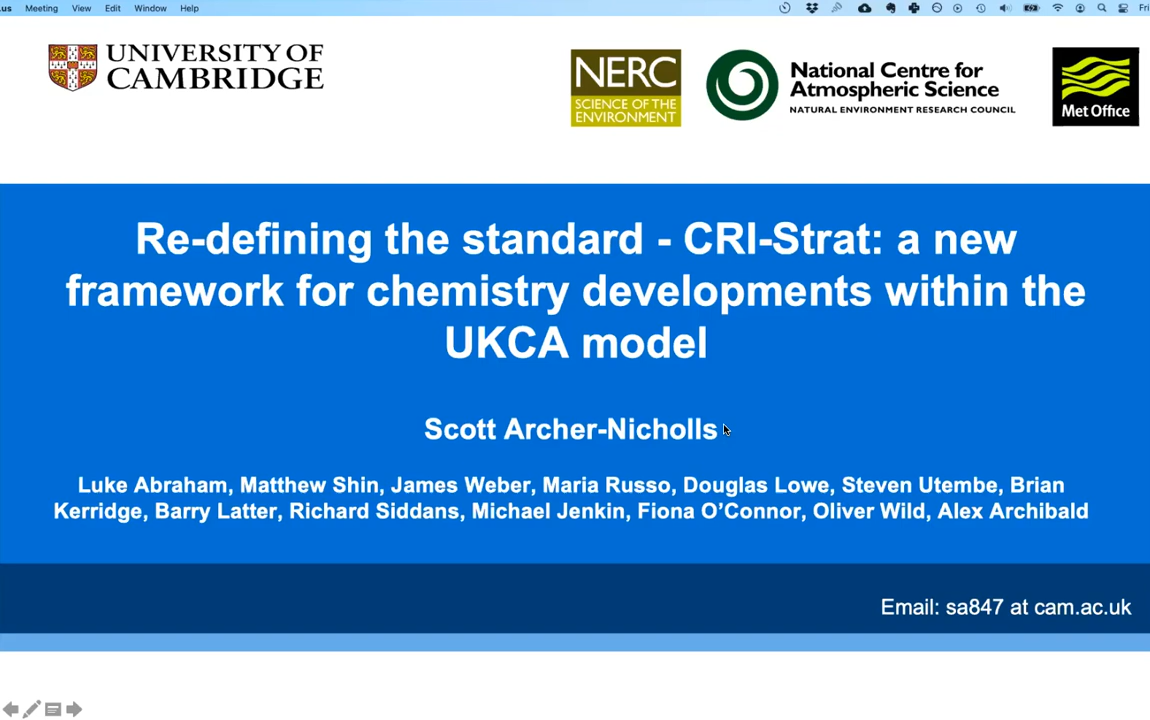 us Meeting View Edit Window Help Fri
UNIVERSITY OF
CAMBRIDGE
NERC
SCIENCE OF THE
ENVIRONMENT
National Centre for
Atmospheric Science
NATURAL ENVIRONMENT RESEARCH COUNCIL
Met Office
Re-defining the standard - CRI-Strat: a new
framework for chemistry developments within the
UKCA model
Scott Archer-Nicholls
Luke Abraham, Matthew Shin, James Weber, Maria Russo, Douglas Lowe, Steven Utembe, Brian
Kerridge, Barry Latter, Richard Siddans, Michael Jenkin, Fiona O’Connor, Oliver Wild, Alex Archibald
Email: sa847 at cam.ac.uk